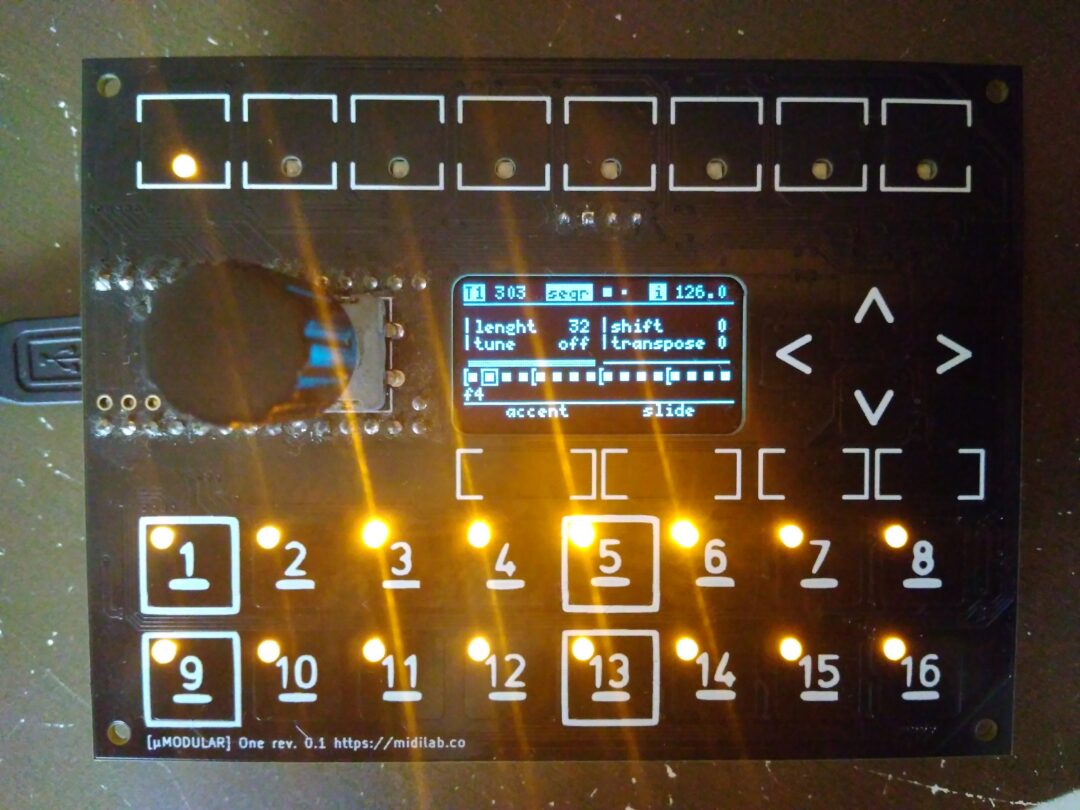 T1 303 seqr i 126.0
lenght 32 shift 0
tune off transpose 0
f4
accent slide
1 2 3 4 5 6 7 8
9 10 11 12 13 14 15 16
[µMODULAR] One rev. 0.1 https://midilab.co